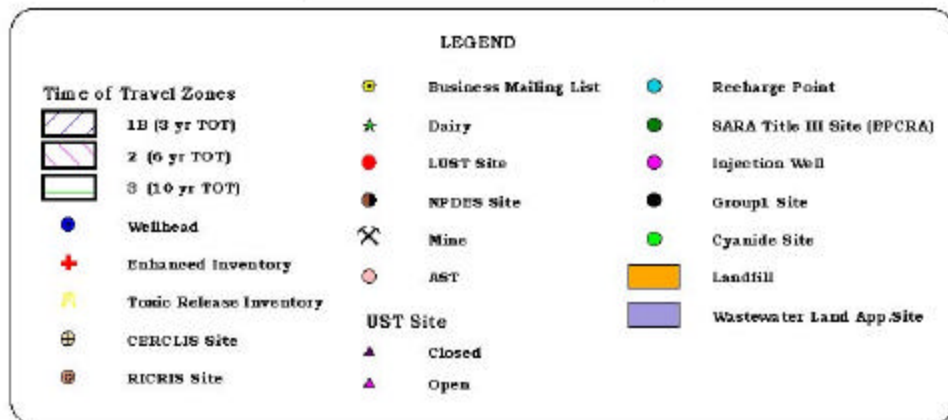 LEGEND
Time of Travel Zones
1B (3 yr TOT)
2 (6 yr TOT)
3 (10 yr TOT)
Wellhead
Enhanced Inventory
Toxic Release Inventory
CERCLIS Site
RICRIS Site
Business Mailing List
Dairy
LUST Site
NPDES Site
Mine
AST
UST Site
Closed
Open
Recharge Point
SARA Title III Site (EPCRA)
Injection Well
Group1 Site
Cyanide Site
Landfill
Wastewater Land App.Site